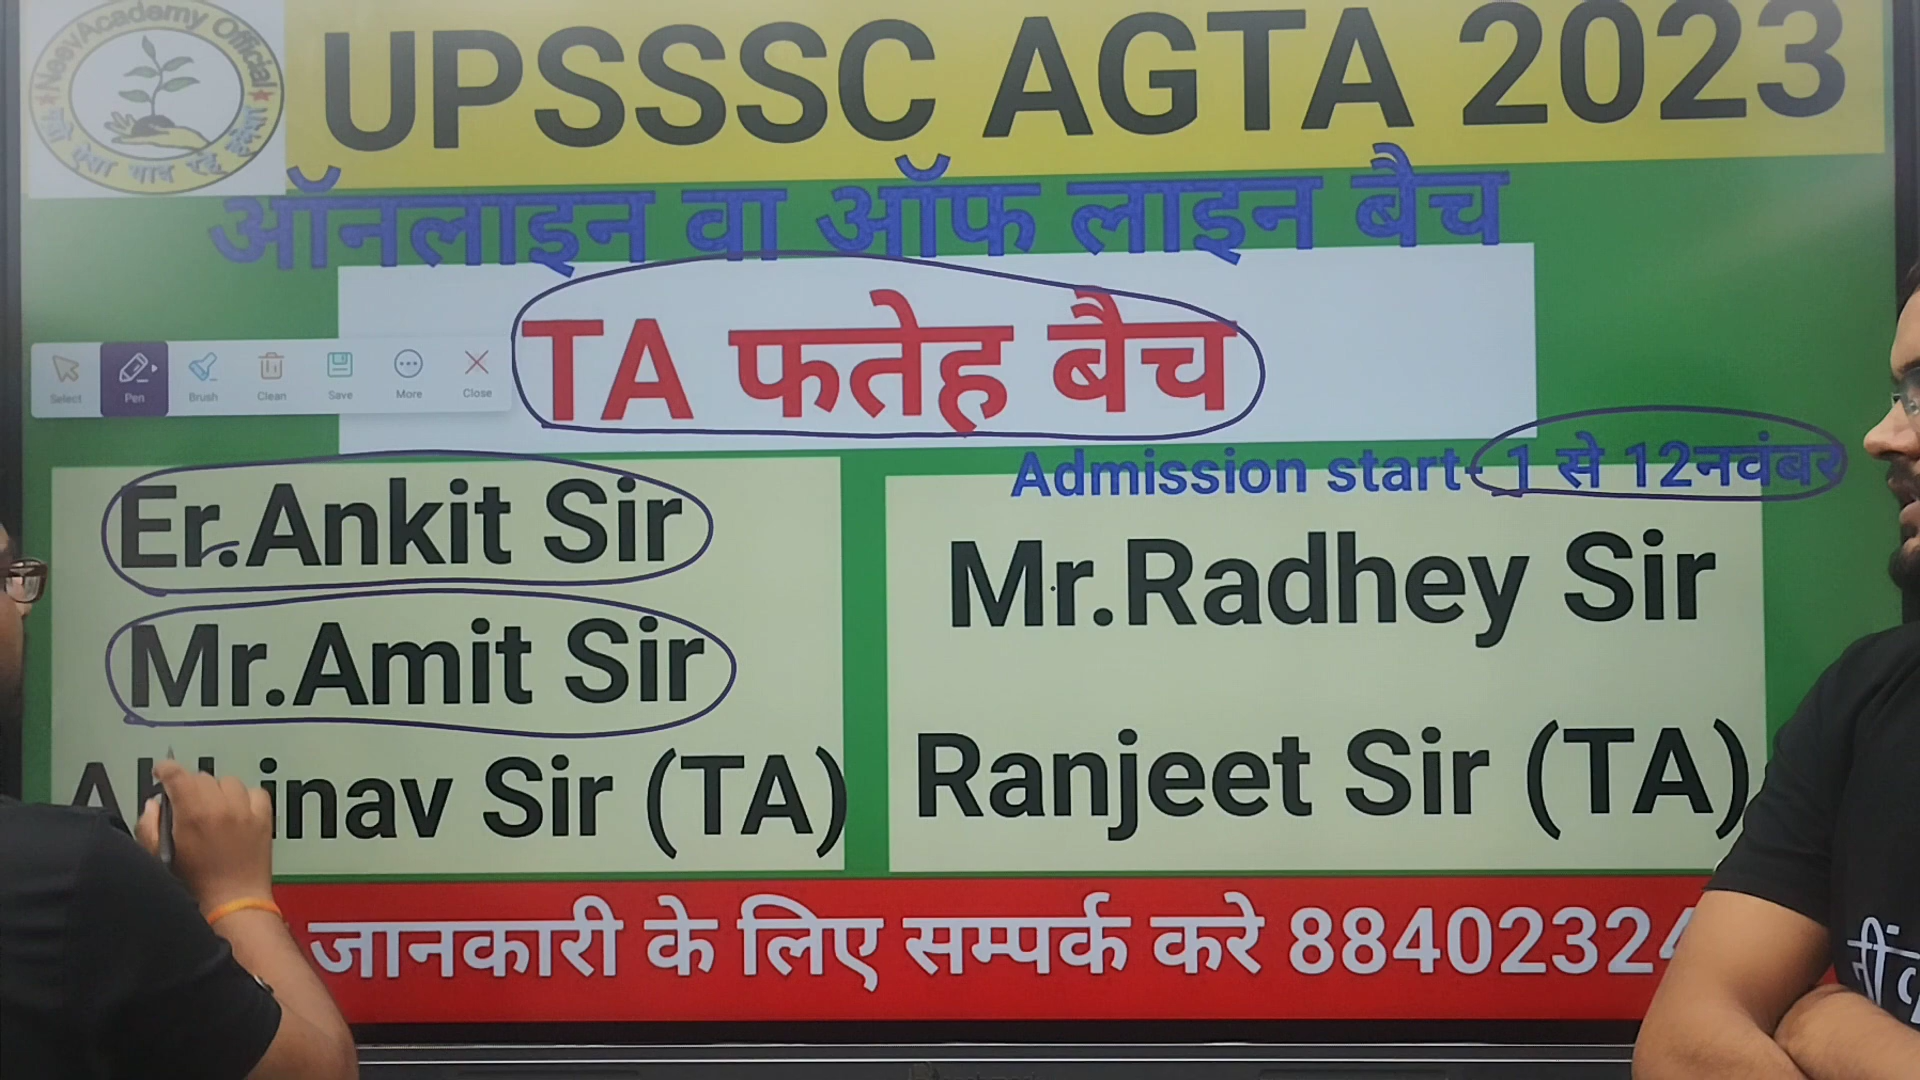 NeevAcademy Official
UPSSSC AGTA 2023
ऑनलाइन वा ऑफ लाइन बैच
TA फतेह बैच
Select Pen Brush Clean Save More Close
Admission start- 1 से 12नवंबर
Er.Ankit Sir
Mr.Amit Sir
Abhinav Sir (TA)
Mr.Radhey Sir
Ranjeet Sir (TA)
जानकारी के लिए सम्पर्क करे 88402324